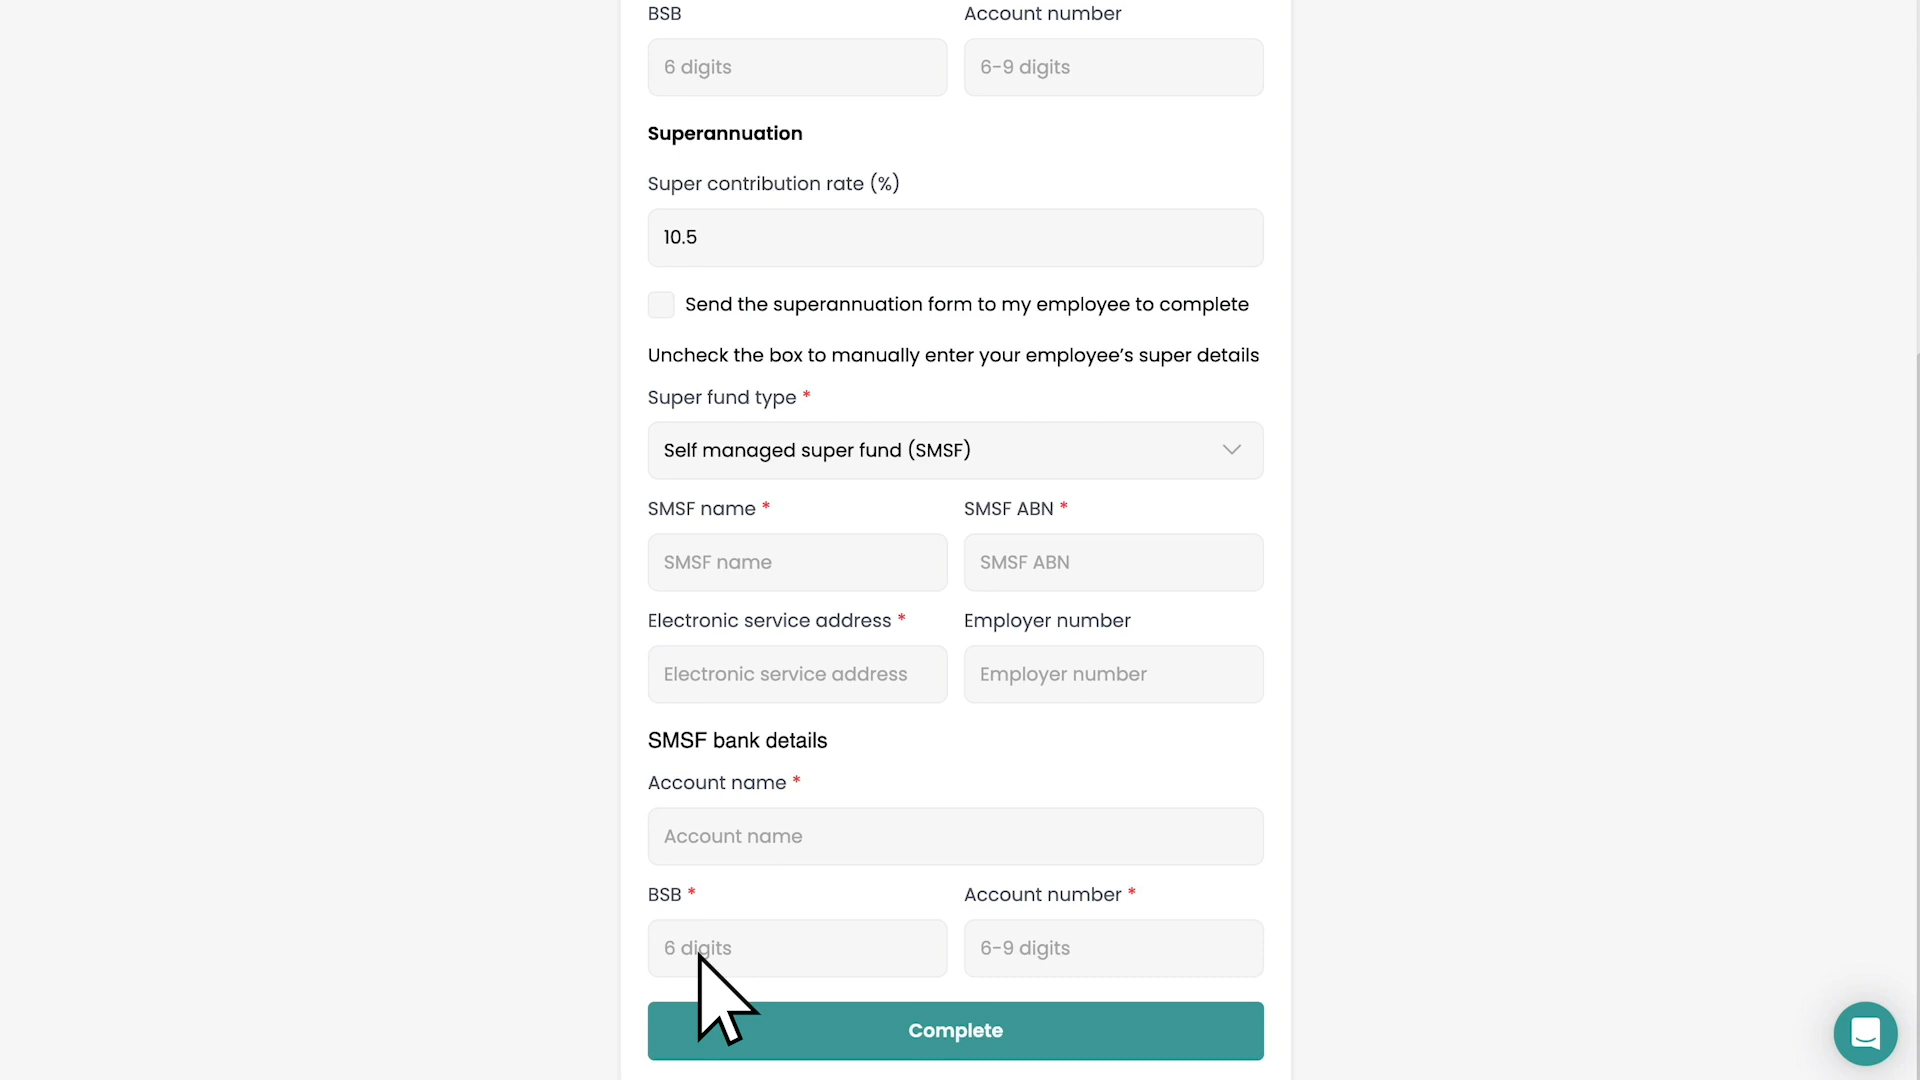 BSB Account number
6 digits 6-9 digits
Superannuation
Super contribution rate (%)
10.5
Send the superannuation form to my employee to complete
Uncheck the box to manually enter your employee’s super details
Super fund type *
Self managed super fund (SMSF)
SMSF name * SMSF ABN *
SMSF name SMSF ABN
Electronic service address * Employer number
Electronic service address Employer number
SMSF bank details
Account name *
Account name
BSB * Account number *
6 digits 6-9 digits
Complete